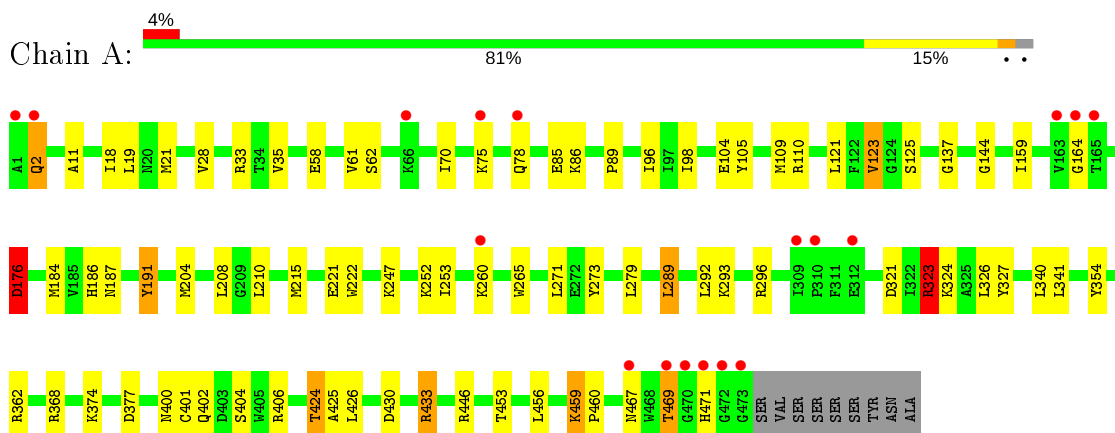 4%
Chain A:
81%
15%
A1 Q2 A11 I18 L19 N20 M21 V28 R33 T34 V35 E58 V61 S62 K66 I70 K75 Q78 E85 K86 P89 I96 I97 I98 E104 Y105 M109 R110 L121 F122 V123 G124 S125 G137 G144 I159 V163 G164 T165
D176 M184 V185 H186 N187 Y191 M204 L208 G209 L210 M215 E221 W222 K247 K252 I253 K260 W265 L271 E272 Y273 L279 L289 L292 K293 R296 I309 P310 F311 E312 D321 I322 R323 K324 A325 L326 Y327 L340 L341 Y354
R362 R368 K374 D377 N400 C401 Q402 D403 S404 W405 R406 T424 A425 L426 D430 R433 R446 T453 L456 K459 P460 N467 W468 T469 G470 H471 G472 G473 SER VAL SER SER SER SER TYR ASN ALA